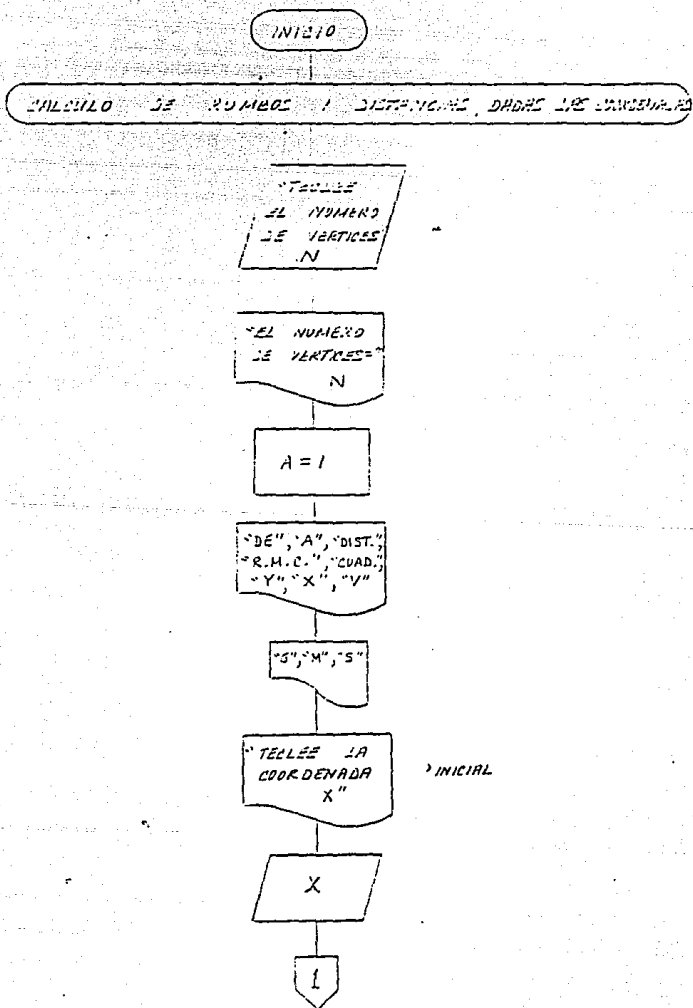 INICIO
CALCULO DE RUMBOS Y DISTANCIAS, DADAS LAS
"TECLEE
EL NUMERO
DE VERTICES
N
"EL NUMERO
DE VERTICES="
N
A = 1
"DE", "A", "DIST.",
"R.M.C.", "CUAD.",
"Y", "X", "V"
"G", "M", "S"
"TECLEE LA
COORDENADA
X"
> INICIAL
X
1